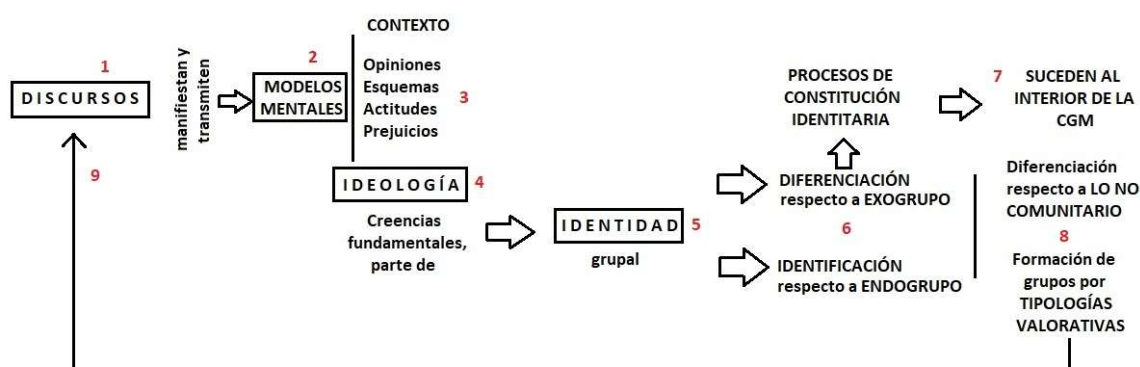 1
DISCURSOS
manifiestan y
transmiten
2
MODELOS
MENTALES
CONTEXTO
Opiniones
Esquemas
Actitudes
Prejuicios
3
IDEOLOGÍA
4
Creencias
fundamentales,
parte de
IDENTIDAD
5
grupal
PROCESOS DE
CONSTITUCIÓN
IDENTITARIA
DIFERENCIACIÓN
respecto a EXOGRUPO
6
IDENTIFICACIÓN
respecto a ENDOGRUPO
7
SUCEDEN AL
INTERIOR DE LA
CGM
Diferenciación
respecto a LO NO
COMUNITARIO
8
Formación de
grupos por
TIPOLOGÍAS
VALORATIVAS
9